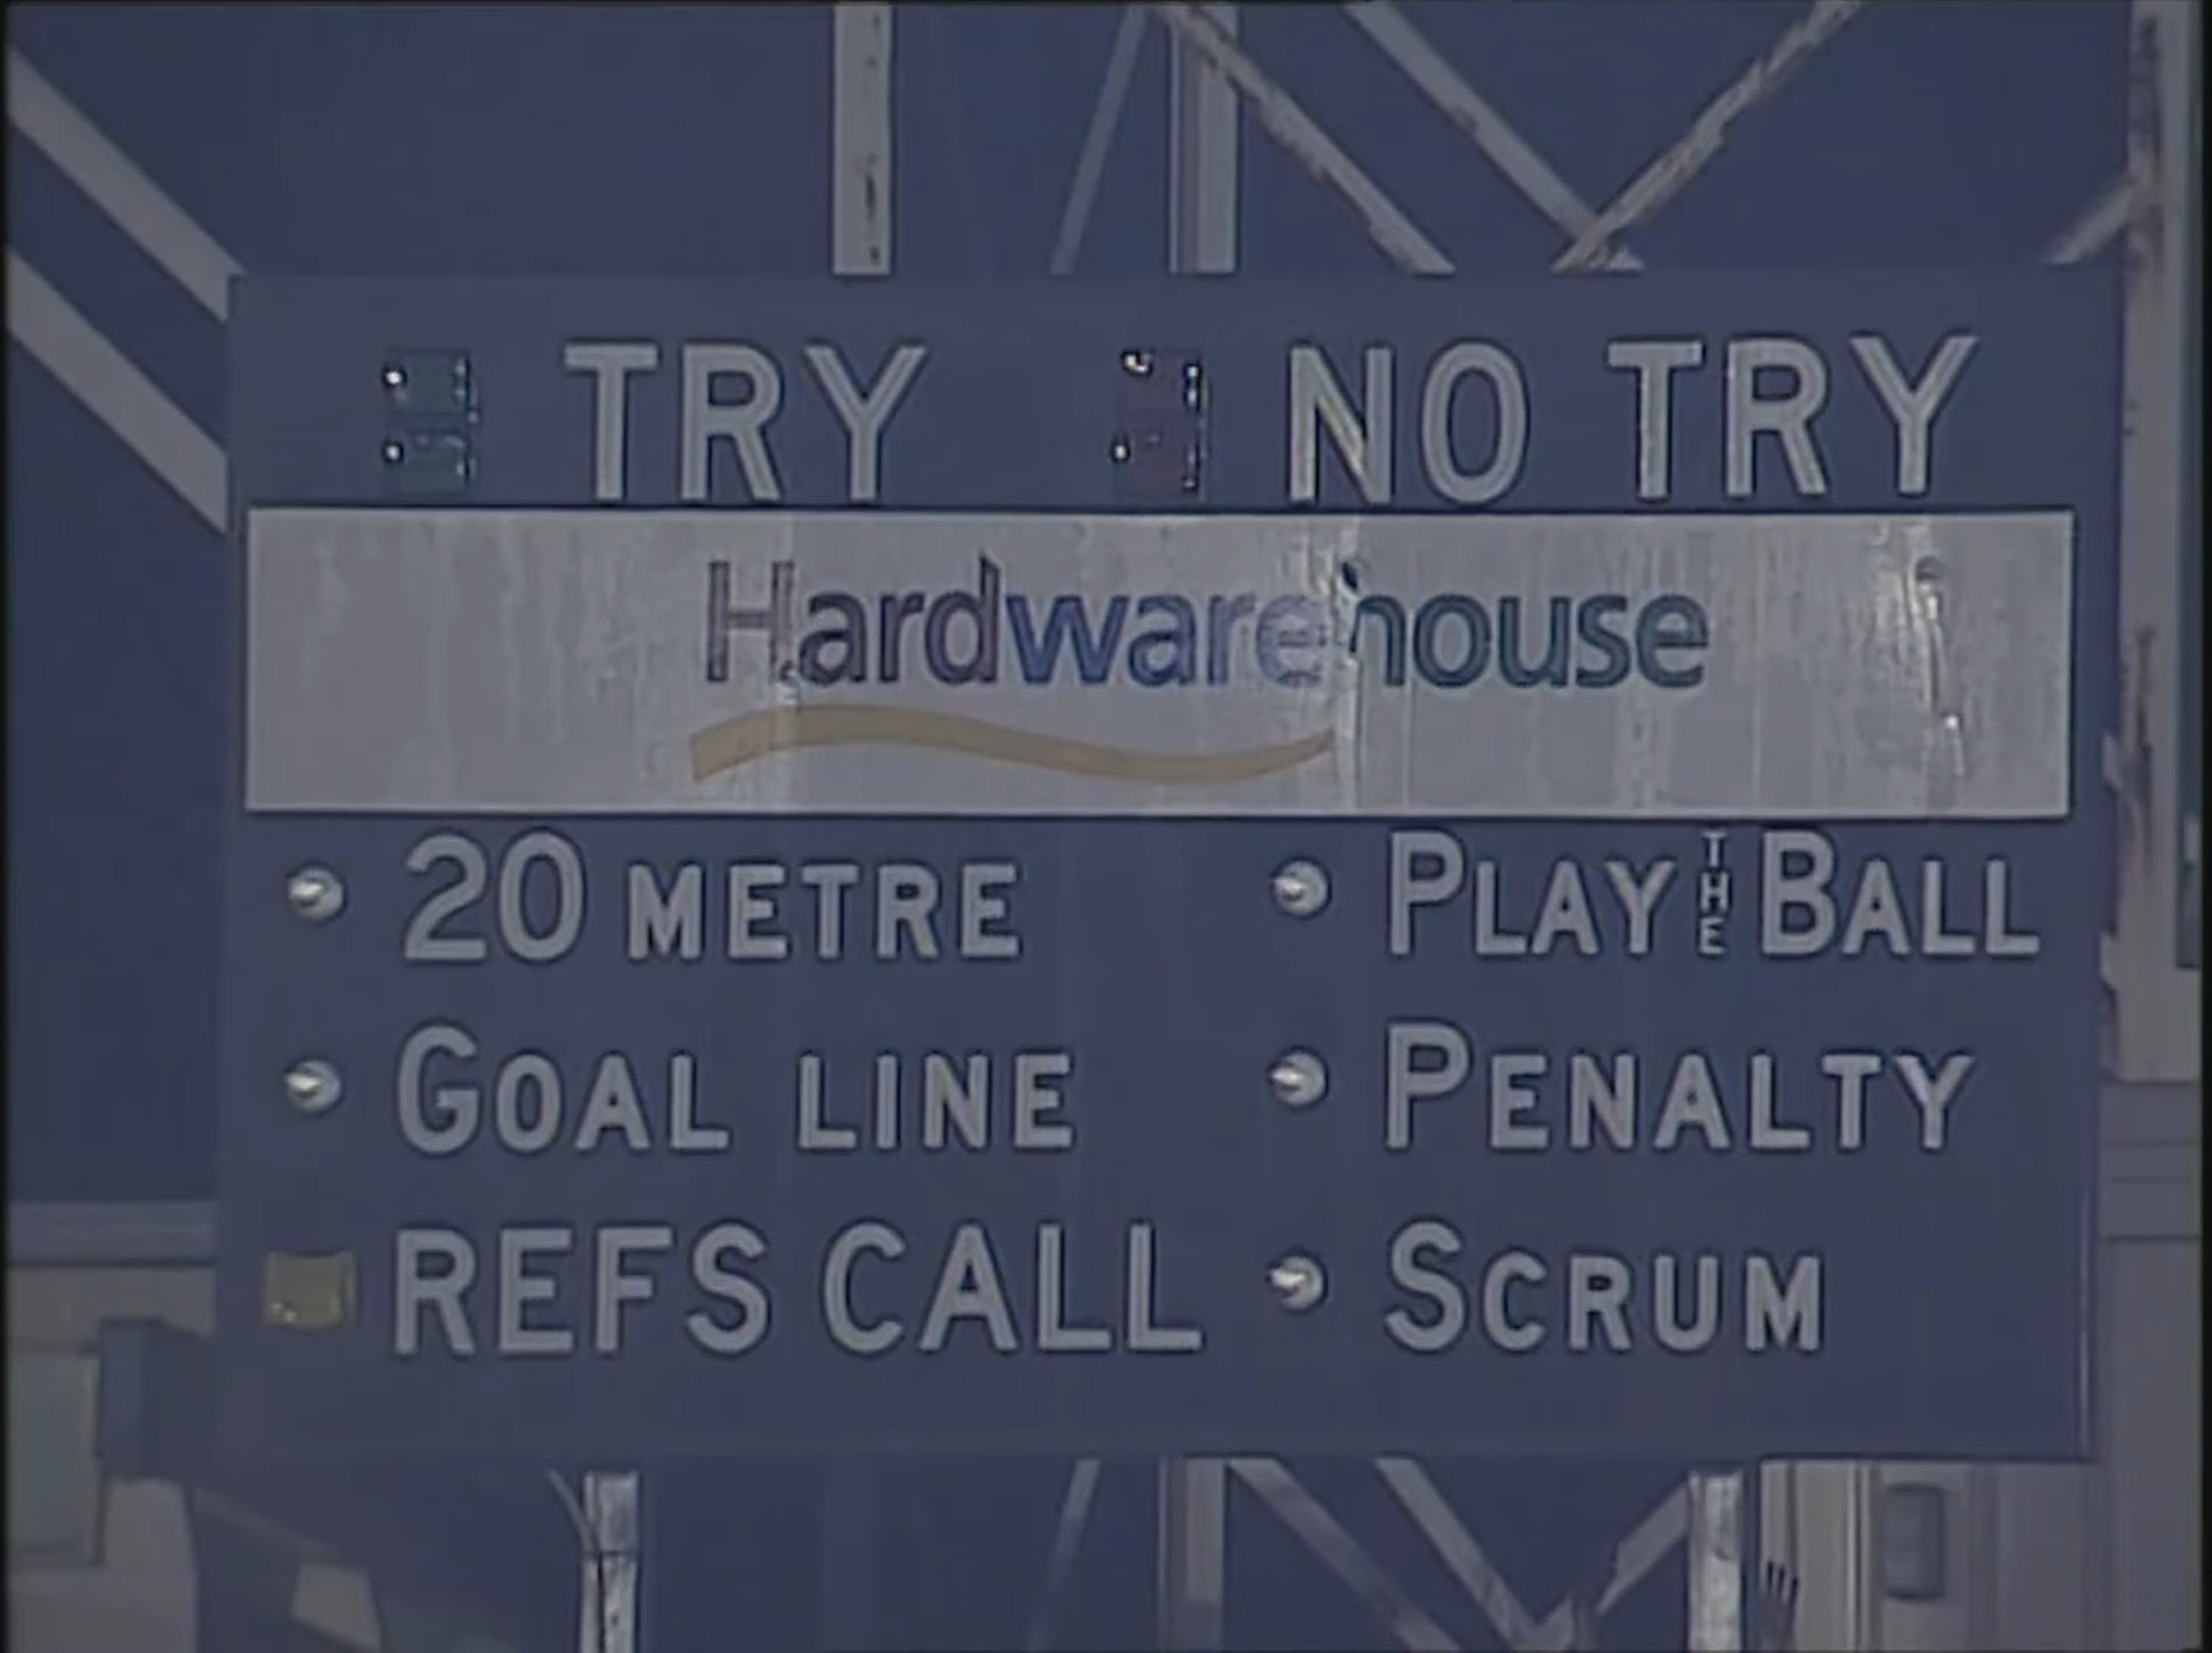 TRY NO TRY
Hardwarehouse
20 METRE PLAY THE BALL
GOAL LINE PENALTY
REFS CALL SCRUM